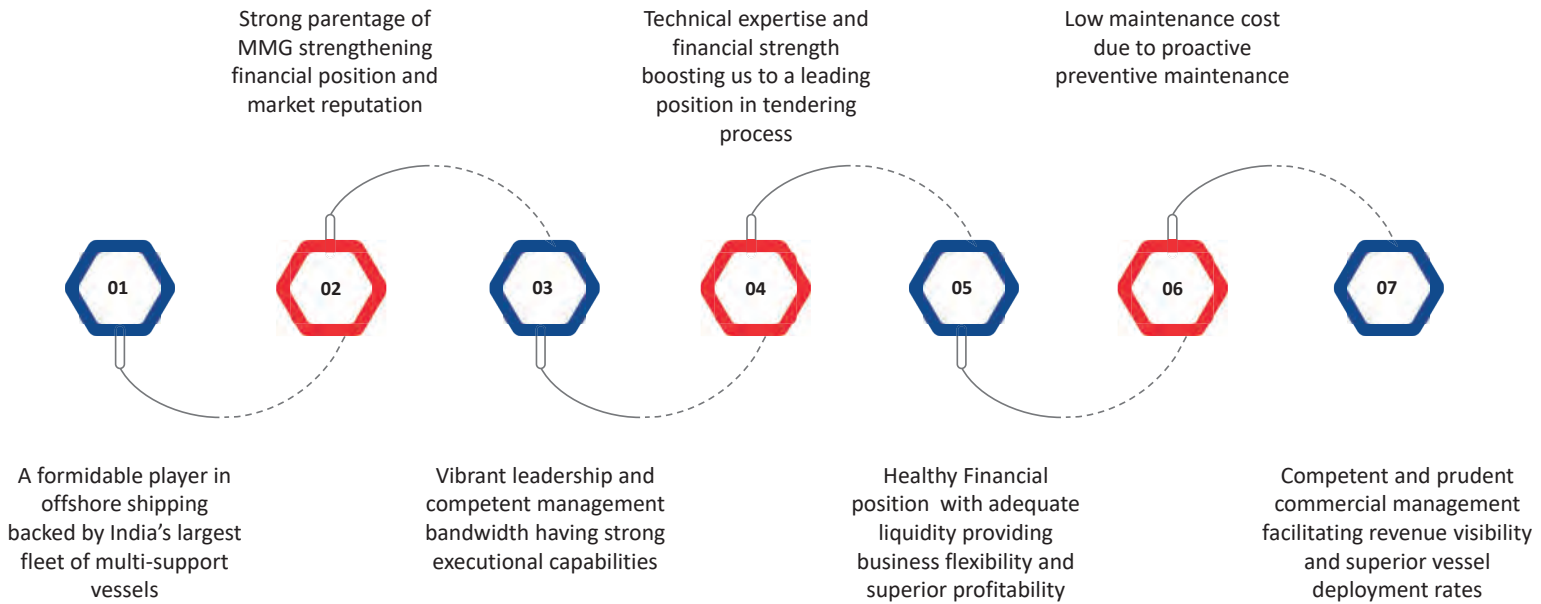 Strong parentage of
MMG strengthening
financial position and
market reputation
Technical expertise and
financial strength
boosting us to a leading
position in tendering
process
Low maintenance cost
due to proactive
preventive maintenance
01
02
03
04
05
06
07
A formidable player in
offshore shipping
backed by India's largest
fleet of multi-support
vessels
Vibrant leadership and
competent management
bandwidth having strong
executional capabilities
Healthy Financial
position with adequate
liquidity providing
business flexibility and
superior profitability
Competent and prudent
commercial management
facilitating revenue visibility
and superior vessel
deployment rates